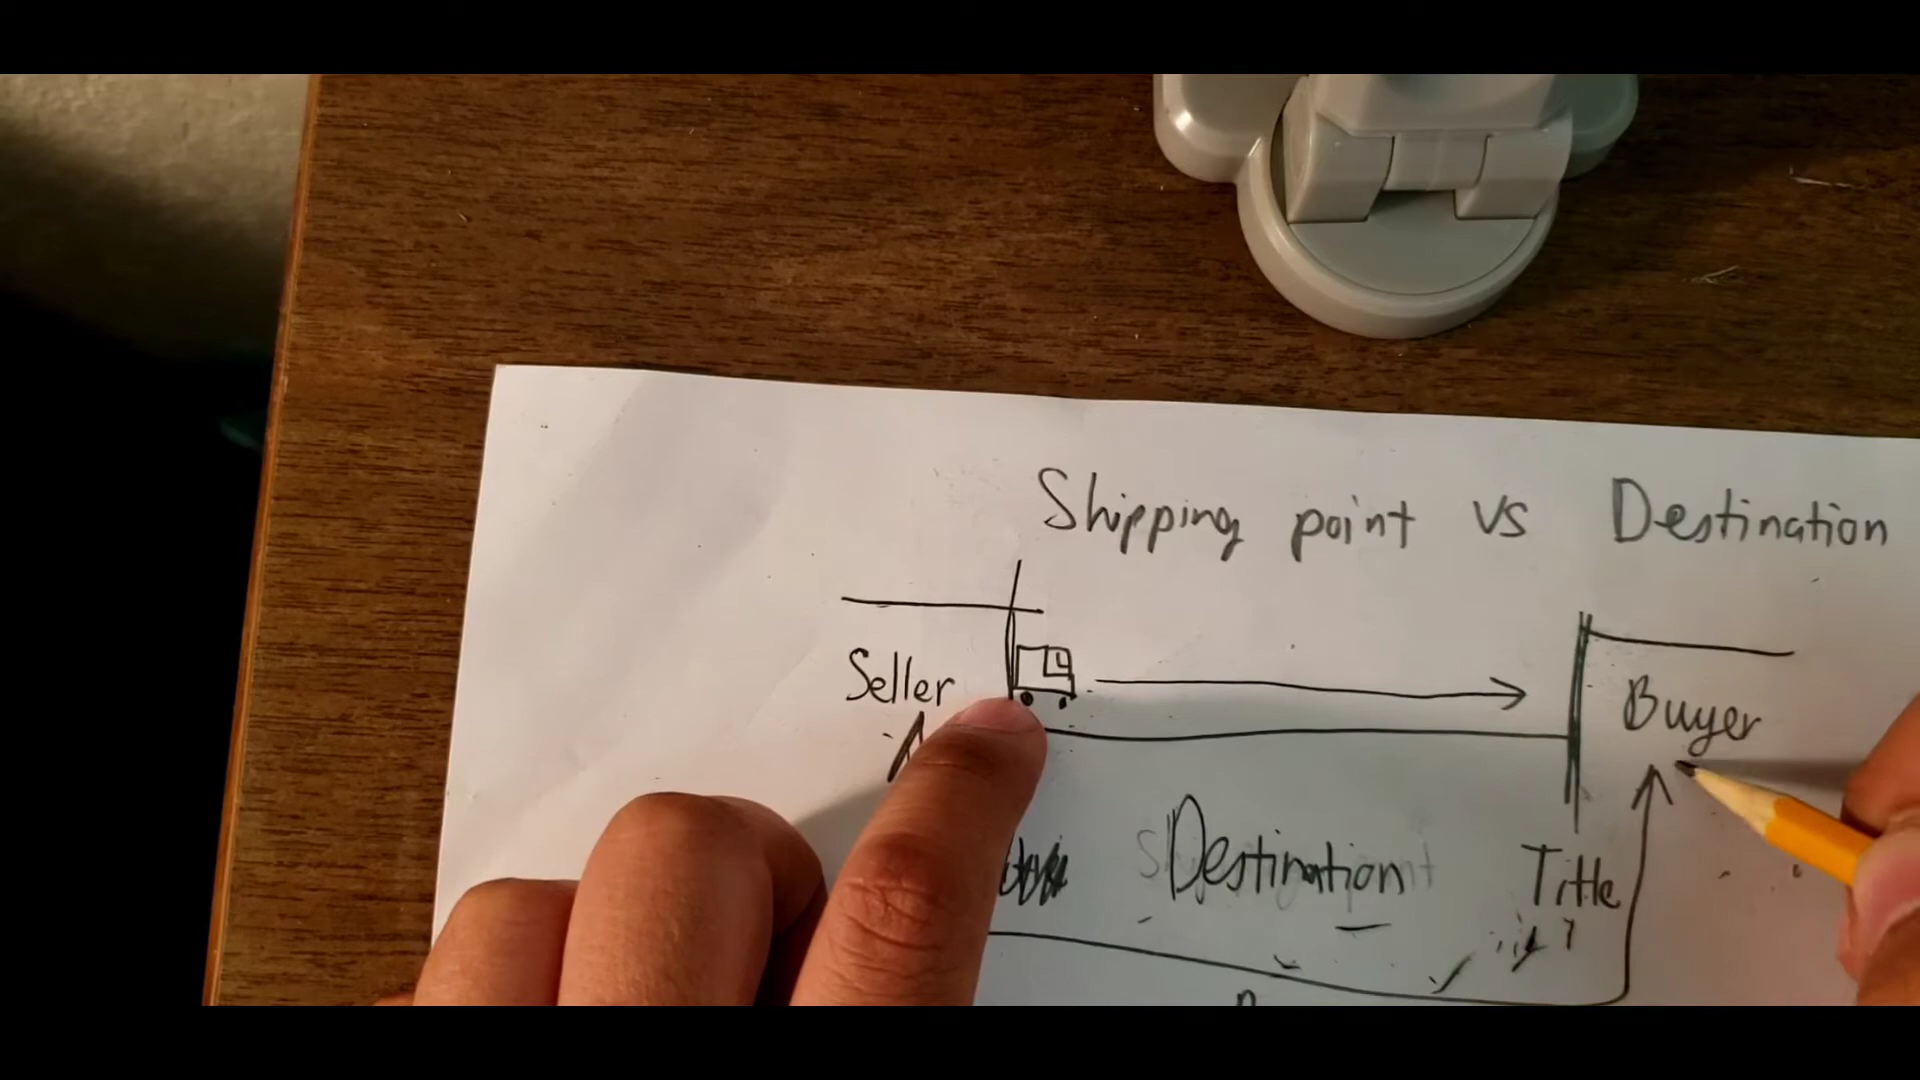 Shipping point vs Destination
Seller
Buyer
Destination
Title